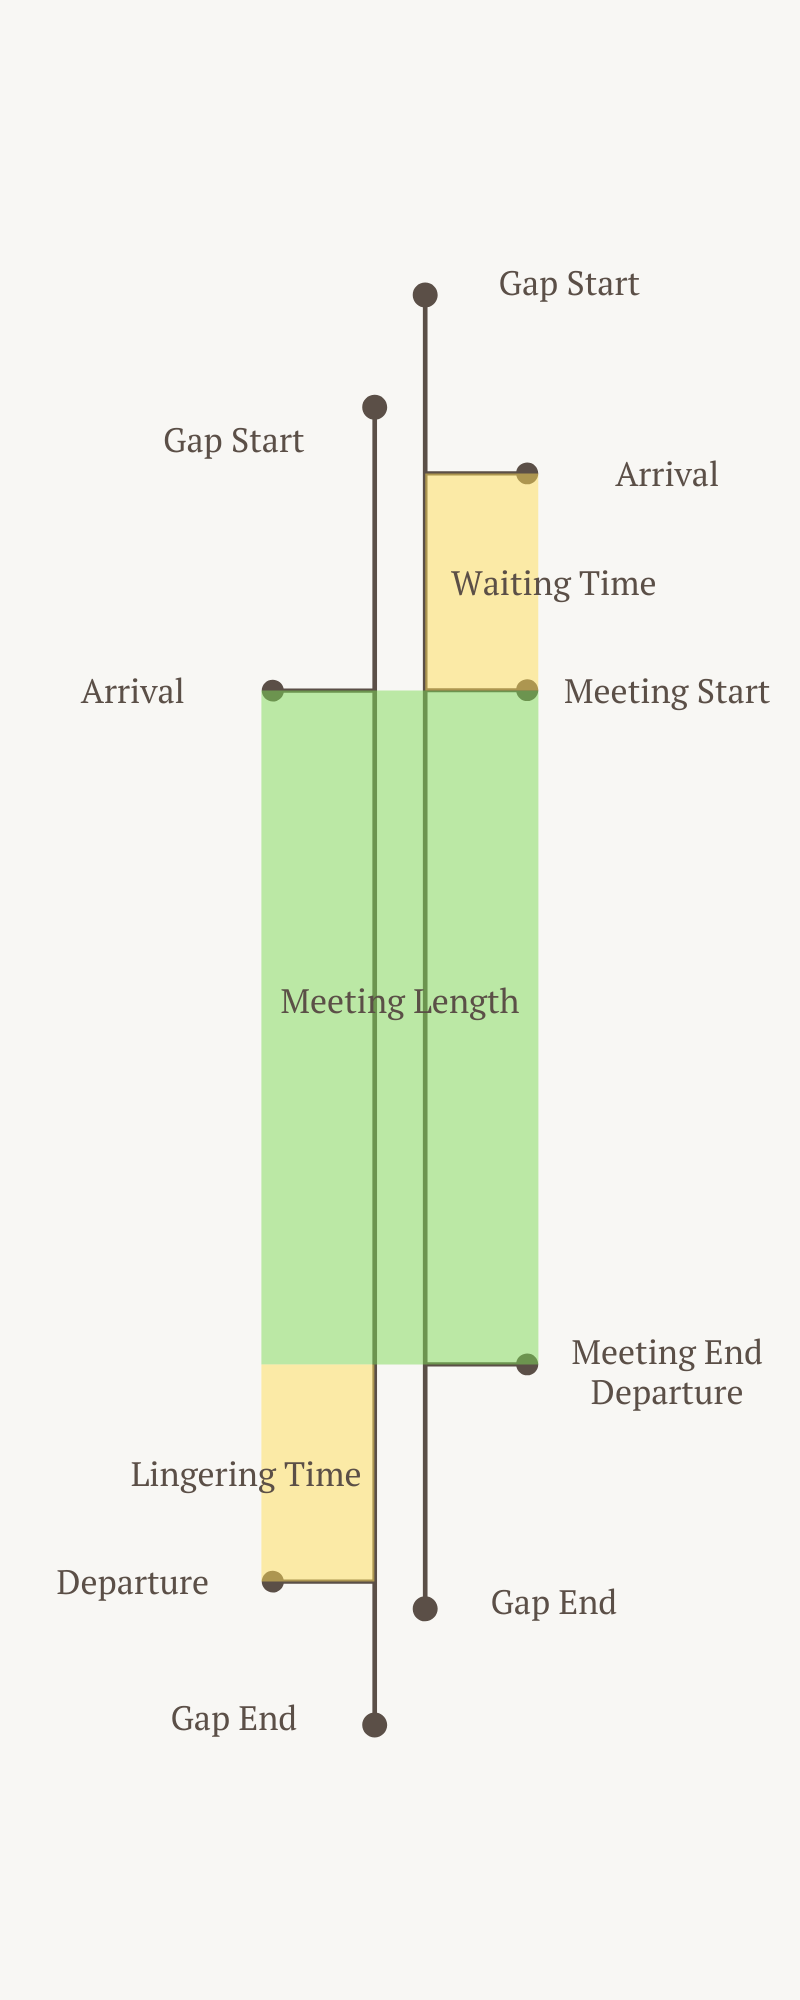 Gap Start
Gap Start
Arrival
Waiting Time
Arrival
Meeting Start
Meeting Length
Meeting End
Departure
Lingering Time
Departure
Gap End
Gap End